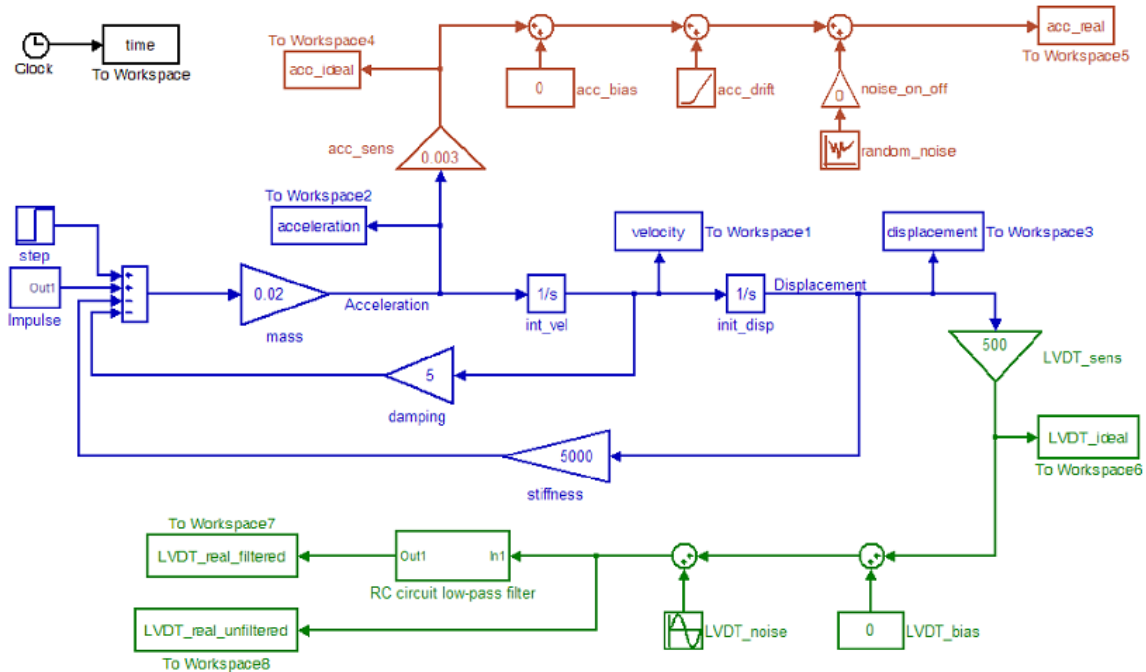 time
Clock
To Workspace
To Workspace4
acc_ideal
0
acc_bias
acc_drift
0
noise_on_off
random_noise
acc_real
To Workspace5
acc_sens
0.003
To Workspace2
acceleration
step
Out1
Impulse
0.02
mass
Acceleration
1/s
int_vel
velocity
To Workspace1
1/s
init_disp
Displacement
displacement
To Workspace3
5
damping
5000
stiffness
500
LVDT_sens
LVDT_ideal
To Workspace6
To Workspace7
LVDT_real_filtered
Out1
In1
RC circuit low-pass filter
LVDT_noise
0
LVDT_bias
LVDT_real_unfiltered
To Workspace8